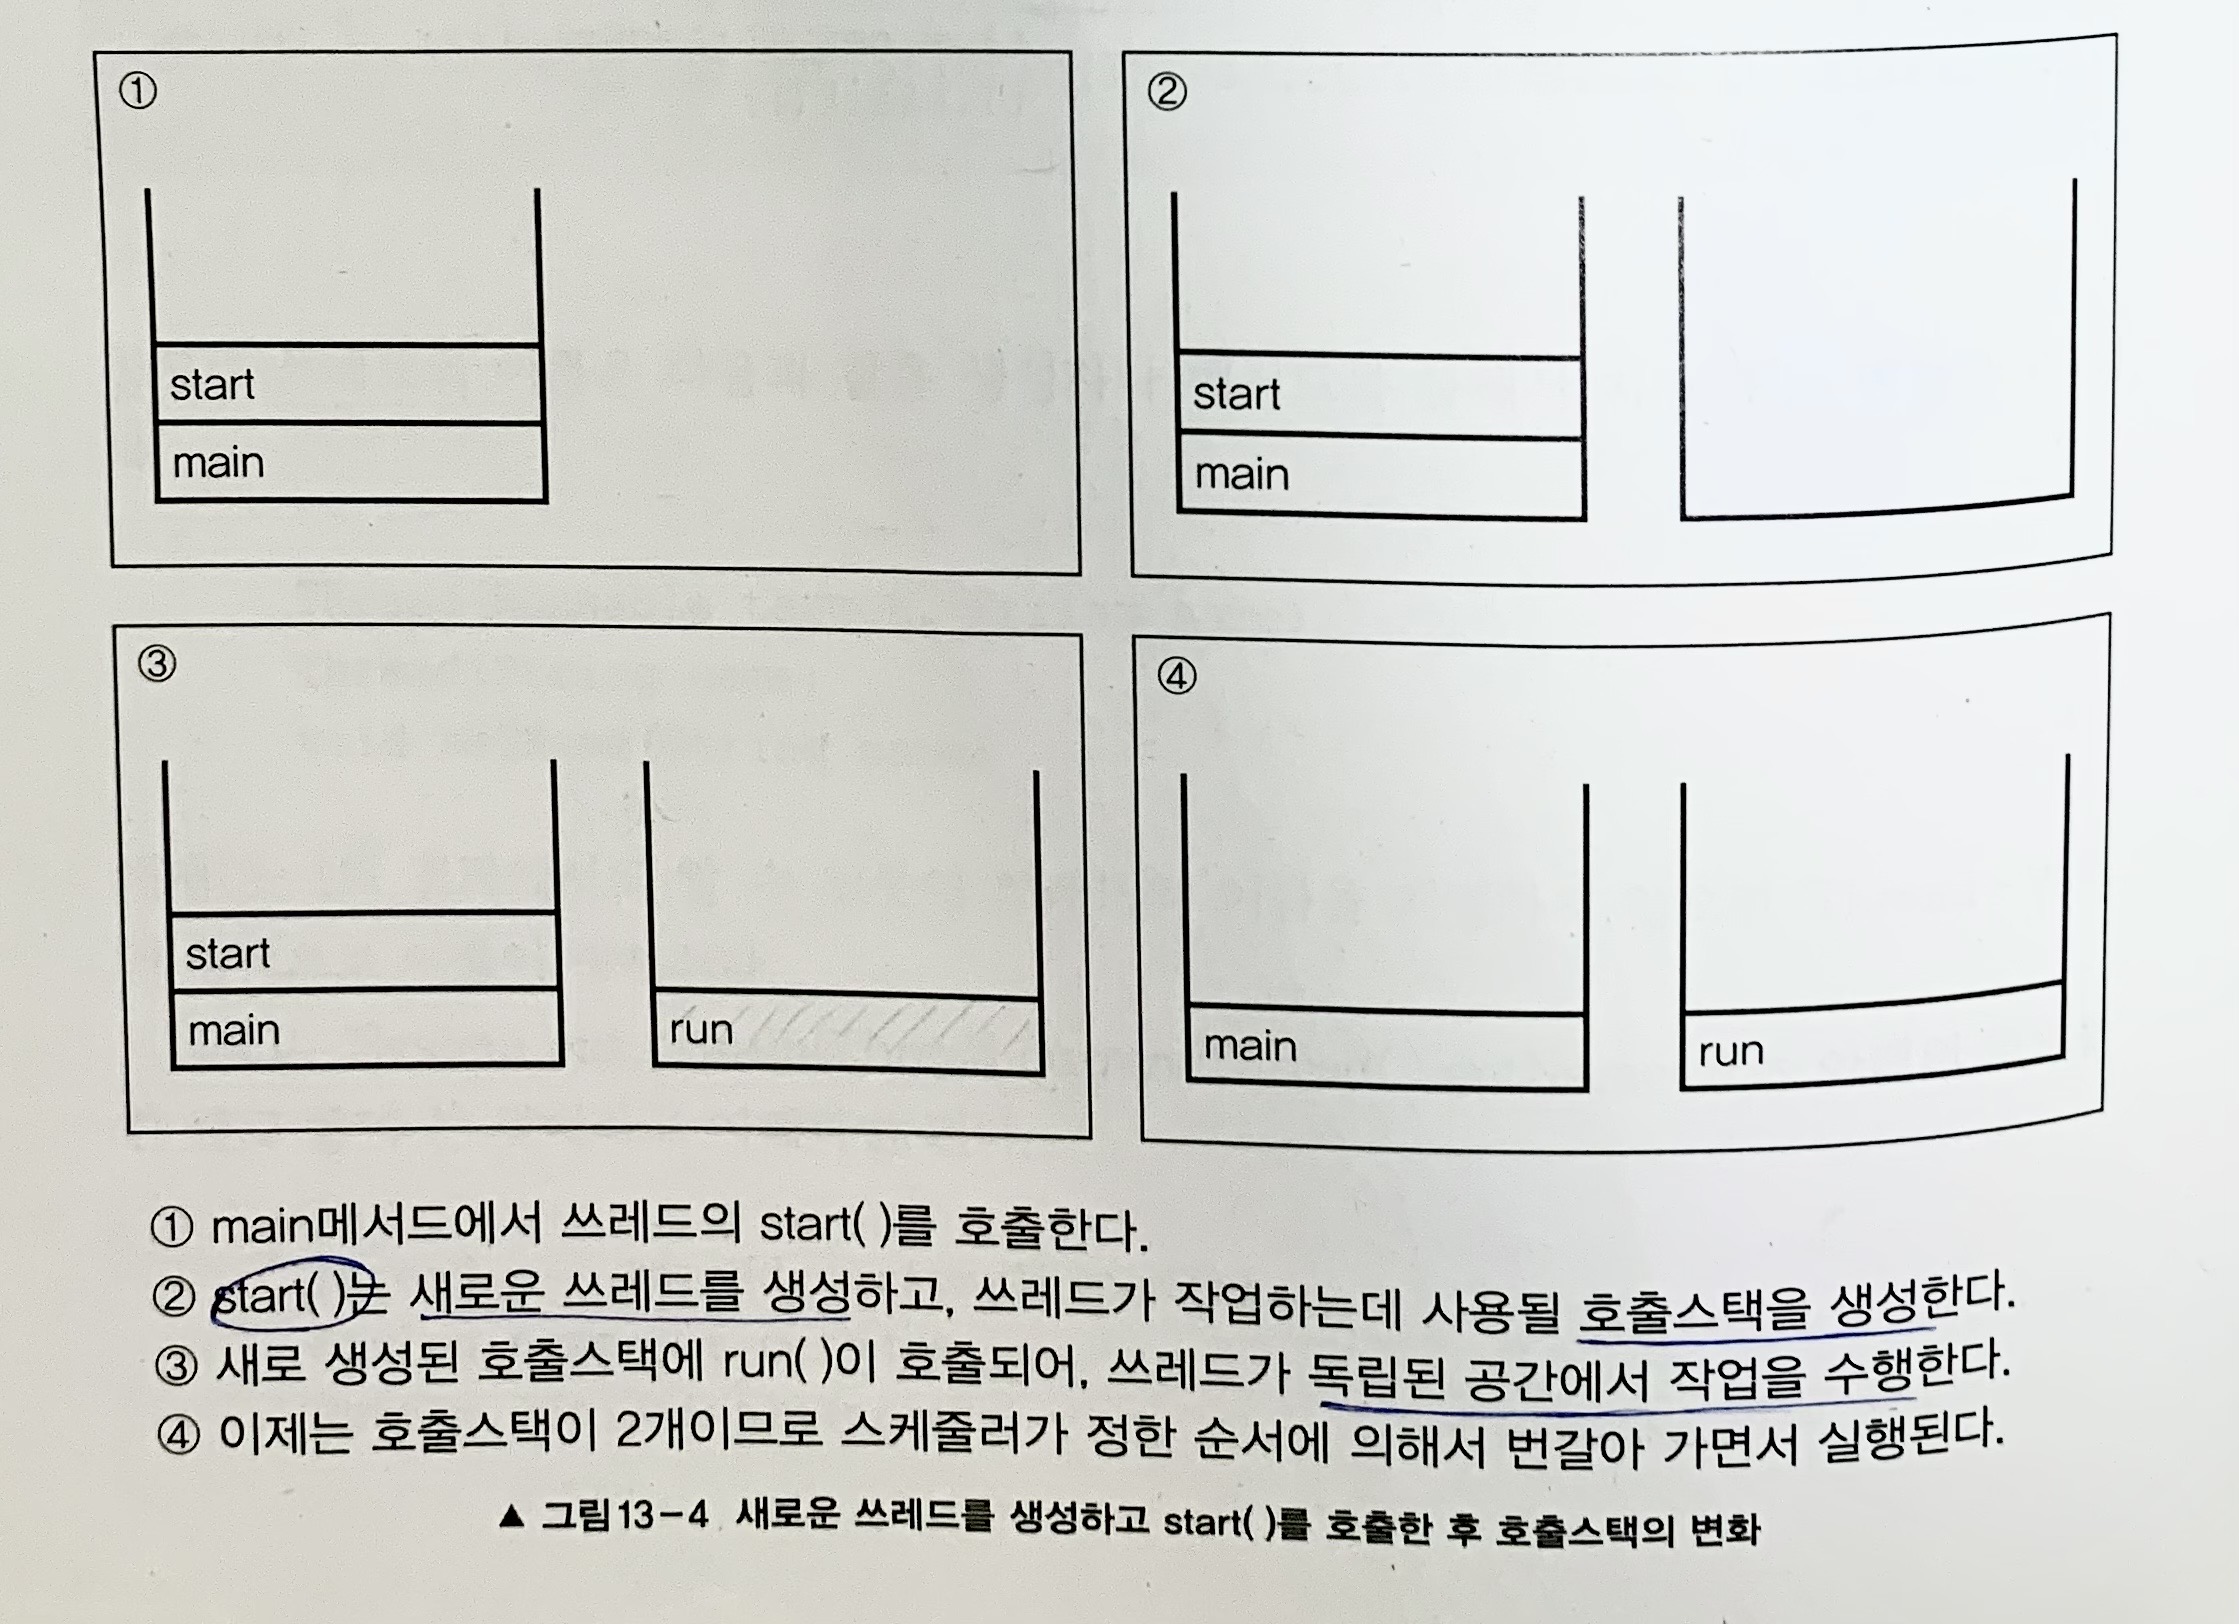 ①
start
main
②
start
main
③
start
main
run
④
main
run
① main메서드에서 쓰레드의 start( )를 호출한다.
② start( )는 새로운 쓰레드를 생성하고, 쓰레드가 작업하는데 사용될 호출스택을 생성한다.
③ 새로 생성된 호출스택에 run( )이 호출되어, 쓰레드가 독립된 공간에서 작업을 수행한다.
④ 이제는 호출스택이 2개이므로 스케줄러가 정한 순서에 의해서 번갈아 가면서 실행된다.
▲ 그림13-4 새로운 쓰레드를 생성하고 start( )를 호출한 후 호출스택의 변화